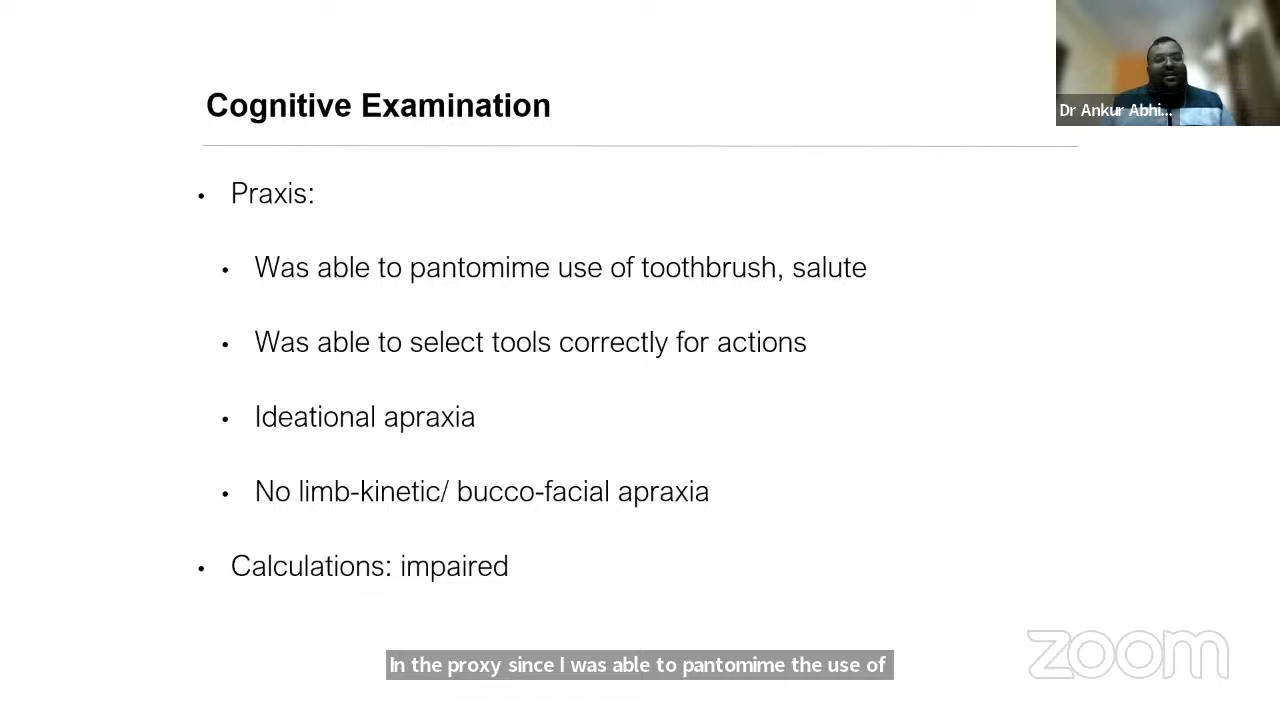 Dr Ankur Abhi...
Cognitive Examination
• Praxis:
• Was able to pantomime use of toothbrush, salute
• Was able to select tools correctly for actions
• Ideational apraxia
• No limb-kinetic/ bucco-facial apraxia
• Calculations: impaired
In the proxy since I was able to pantomime the use of
zoom